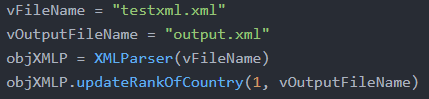 vFileName = "testxml.xml"
vOutputFileName = "output.xml"
objXMLP = XMLParser(vFileName)
objXMLP.updateRankOfCountry(1, vOutputFileName)